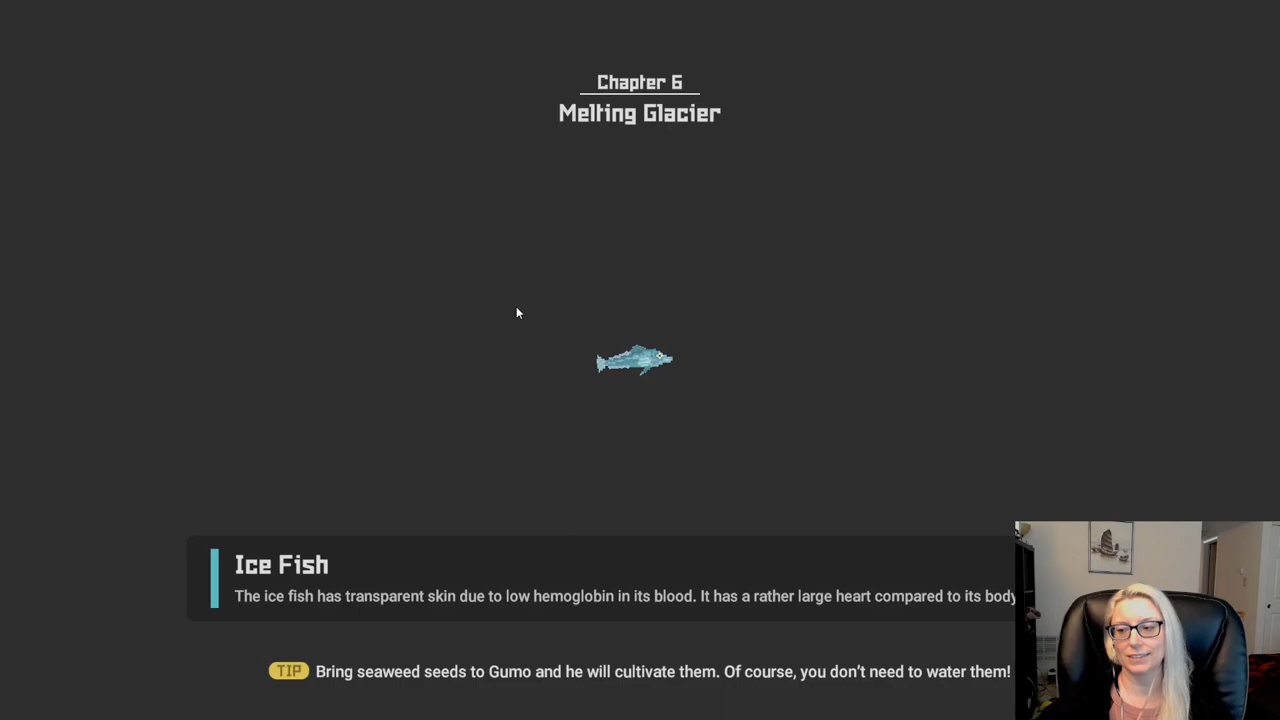 Chapter 6
Melting Glacier
Ice Fish
The ice fish has transparent skin due to low hemoglobin in its blood. It has a rather large heart compared to its body
TIP Bring seaweed seeds to Gumo and he will cultivate them. Of course, you don't need to water them!